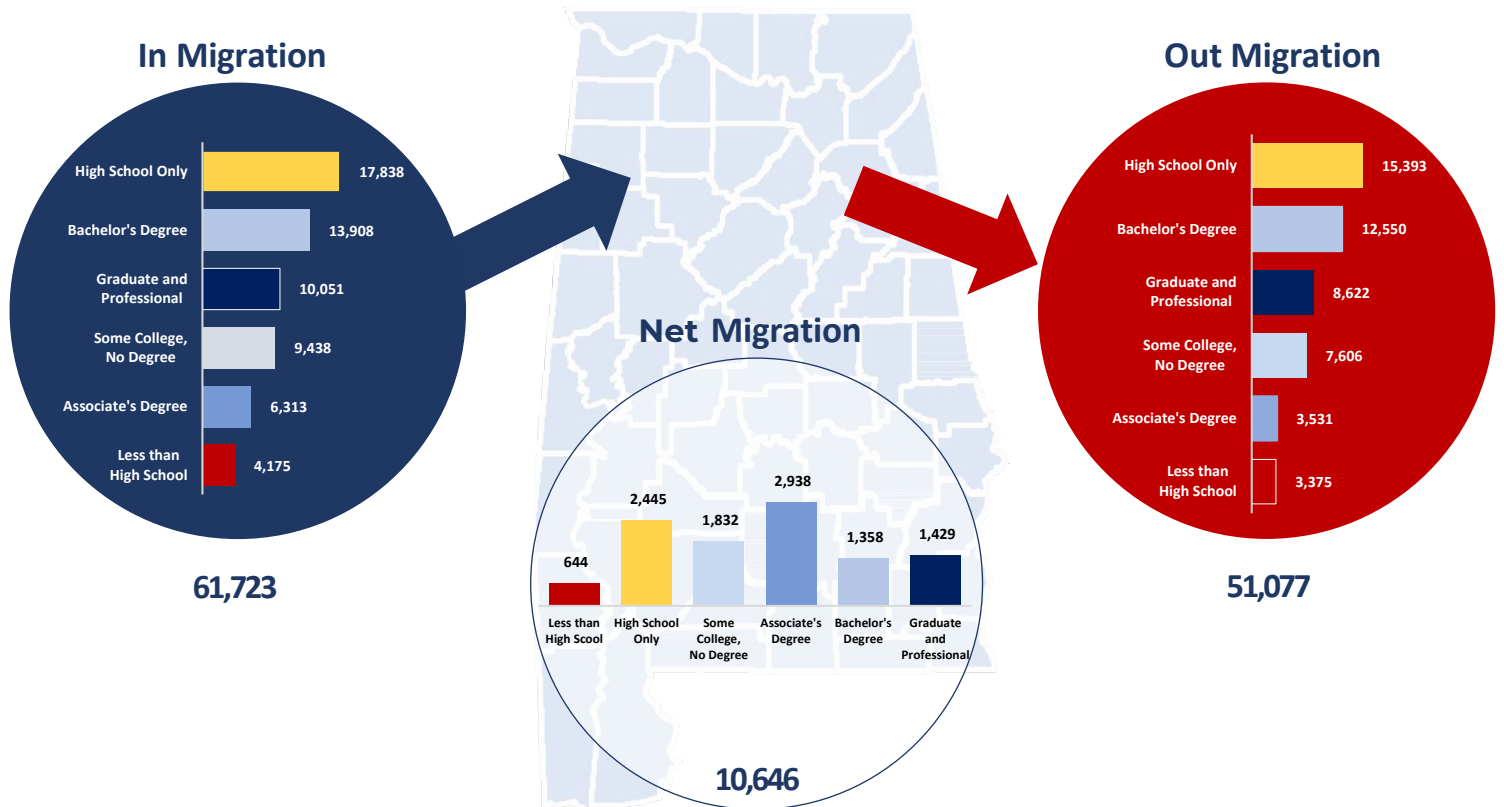 In Migration
High School Only
17,838
Bachelor's Degree
13,908
Graduate and
Professional
10,051
Some College,
No Degree
9,438
Associate's Degree
6,313
Less than
High School
4,175
61,723
Net Migration
644
2,445
1,832
2,938
1,358
1,429
Less than
High Scool
High School
Only
Some
College,
No Degree
Associate's
Degree
Bachelor's
Degree
Graduate
and
Professional
10,646
Out Migration
High School Only
15,393
Bachelor's Degree
12,550
Graduate and
Professional
8,622
Some College,
No Degree
7,606
Associate's Degree
3,531
Less than
High School
3,375
51,077